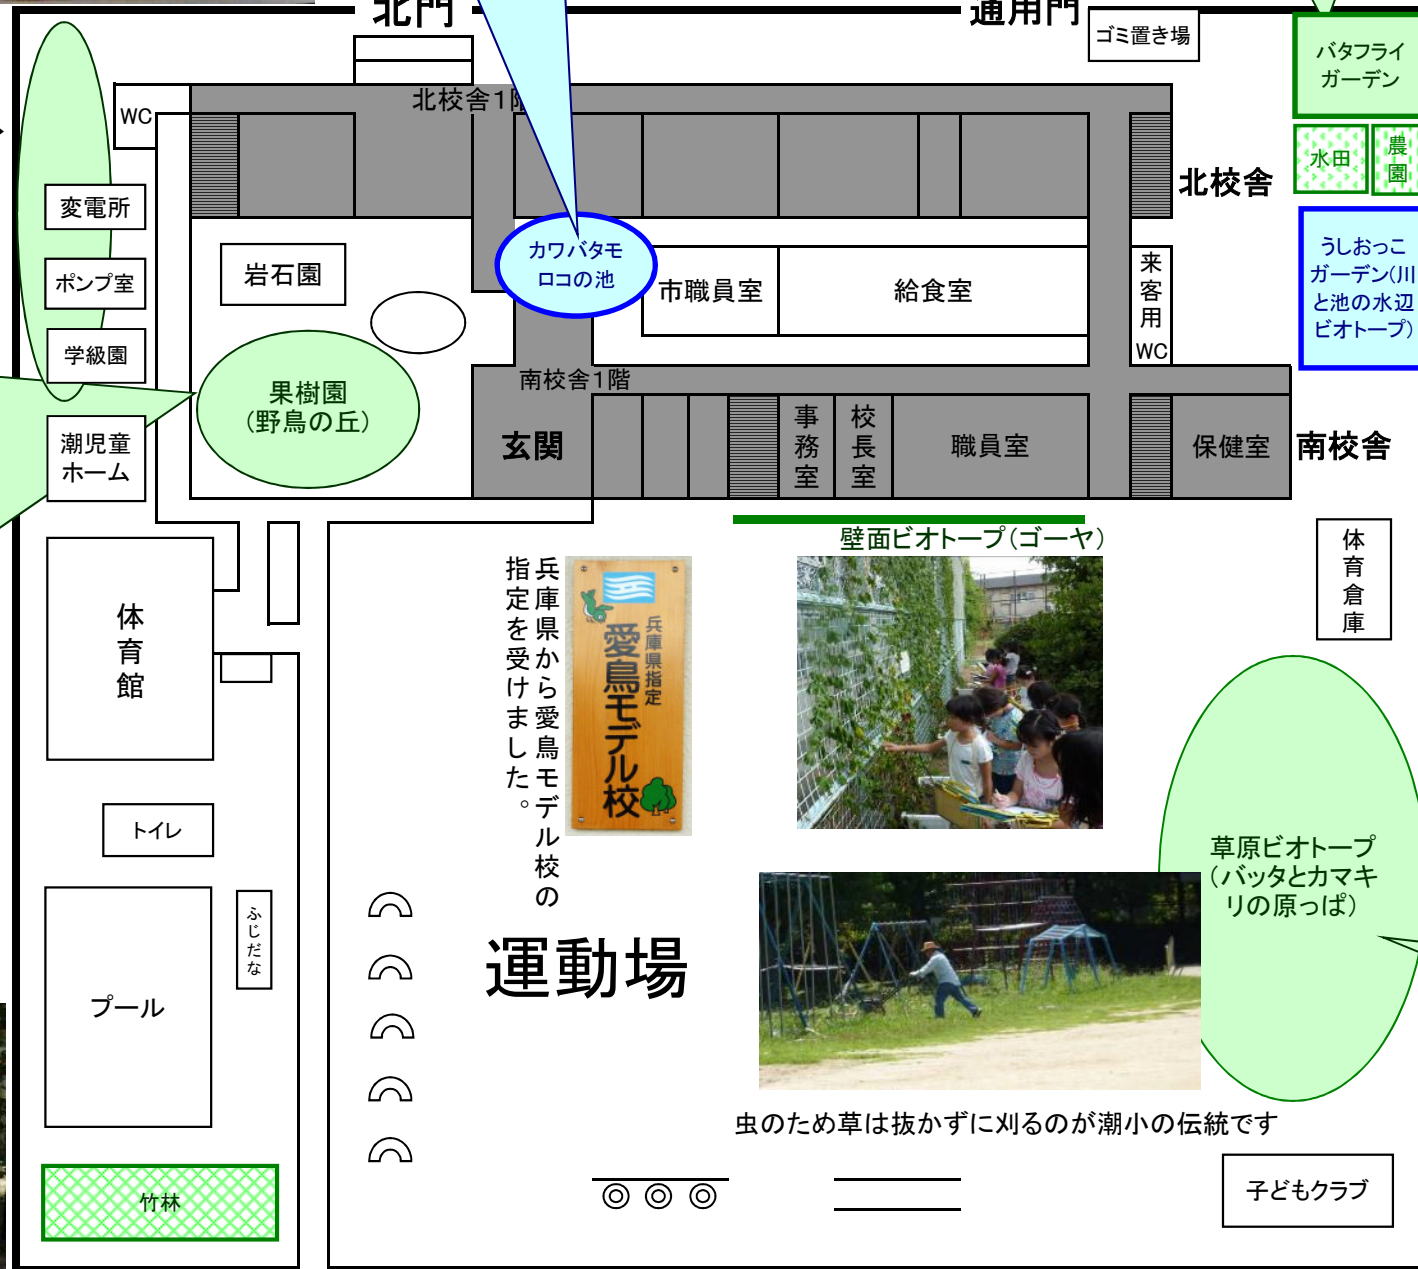 北門
通用門
ゴミ置き場
バタフライ
ガーデン
WC
北校舎1階
水田
農園
北校舎
変電所
うしおっこ
ガーデン(川
と池の水辺
ビオトープ)
カワバタモ
ロコの池
岩石園
ポンプ室
市職員室
給食室
来客用
WC
学級園
南校舎1階
果樹園
(野鳥の丘)
潮児童
ホーム
玄関
事務室
校長室
職員室
保健室
南校舎
壁面ビオトープ(ゴーヤ)
体育倉庫
兵庫県から愛鳥モデル校の
指定を受けました。
兵庫県指定
愛鳥モデル校
体育館
トイレ
草原ビオトープ
(バッタとカマキ
リの原っぱ)
ふじだな
運動場
プール
虫のため草は抜かずに刈るのが潮小の伝統です
竹林
子どもクラブ